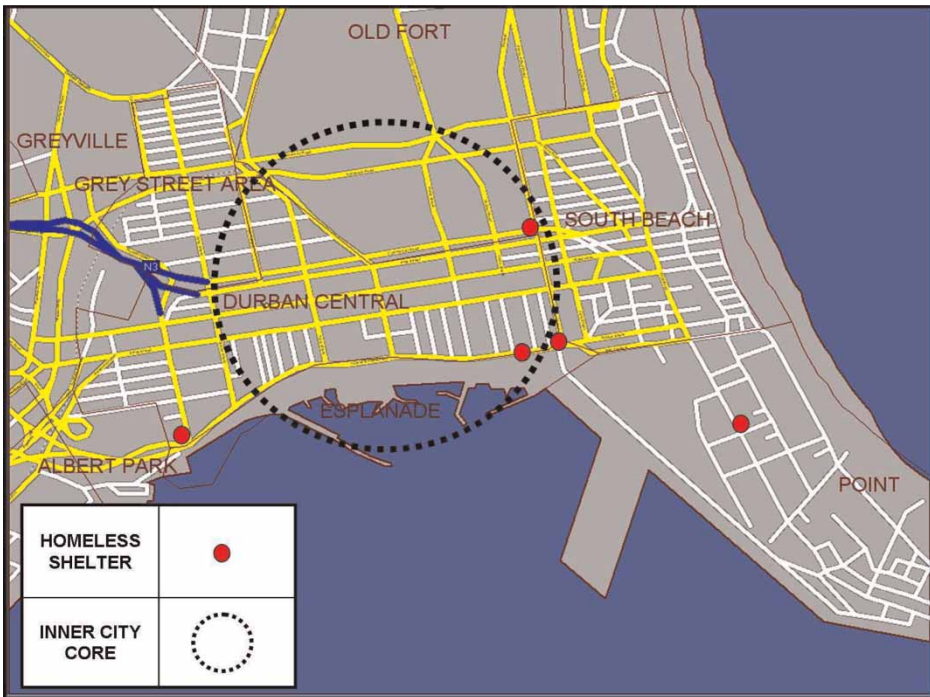 OLD FORT
GREYVILLE
GREY STREET AREA
SOUTH BEACH
N3
DURBAN CENTRAL
ESPLANADE
ALBERT PARK
POINT
HOMELESS
SHELTER
INNER CITY
CORE